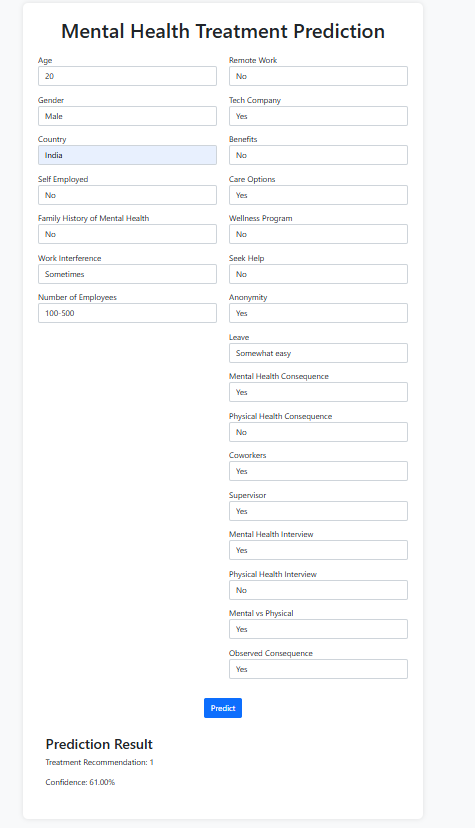 Mental Health Treatment Prediction
Age
20
Gender
Male
Country
India
Self Employed
No
Family History of Mental Health
No
Work Interference
Sometimes
Number of Employees
100-500
Remote Work
No
Tech Company
Yes
Benefits
No
Care Options
Yes
Wellness Program
No
Seek Help
No
Anonymity
Yes
Leave
Somewhat easy
Mental Health Consequence
Yes
Physical Health Consequence
No
Coworkers
Yes
Supervisor
Yes
Mental Health Interview
Yes
Physical Health Interview
No
Mental vs Physical
Yes
Observed Consequence
Yes
Predict
Prediction Result
Treatment Recommendation: 1
Confidence: 61.00%